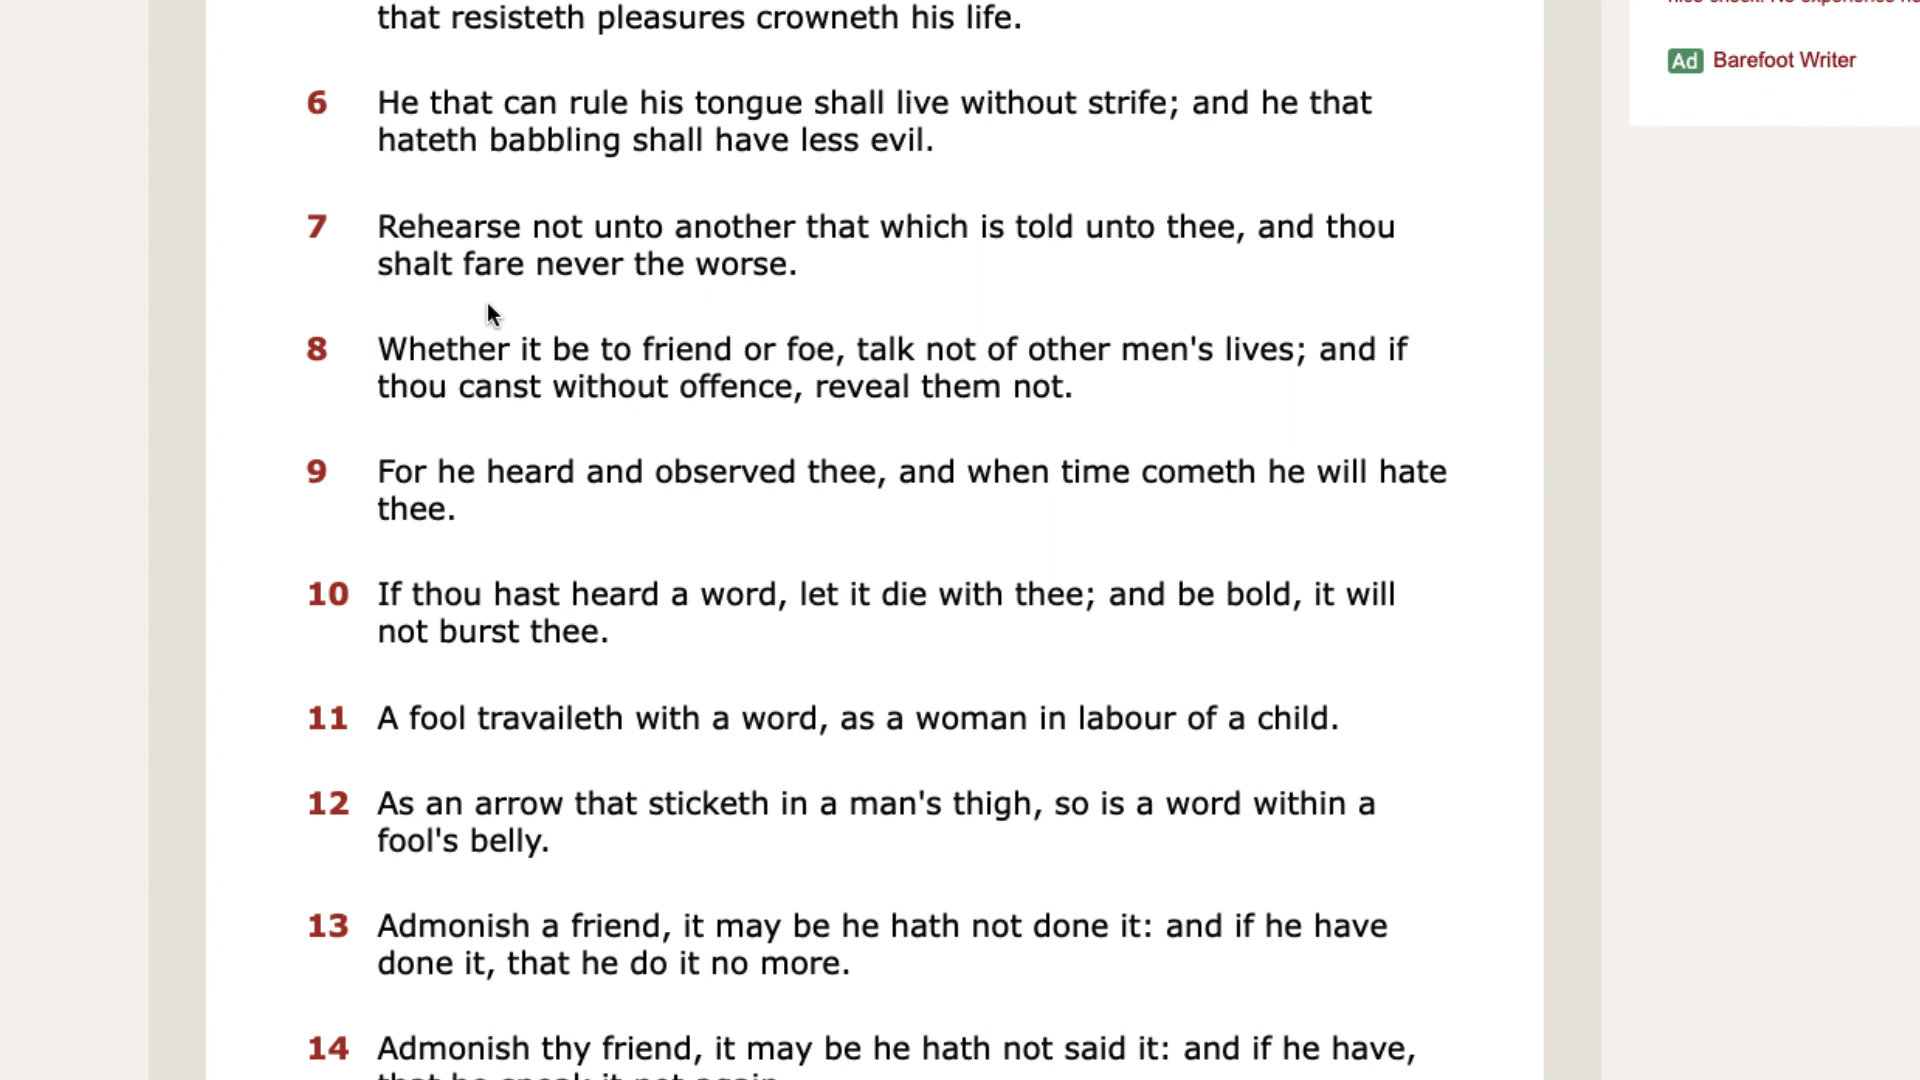 that resisteth pleasures crowneth his life.
Ad Barefoot Writer
6 He that can rule his tongue shall live without strife; and he that
hateth babbling shall have less evil.
7 Rehearse not unto another that which is told unto thee, and thou
shalt fare never the worse.
8 Whether it be to friend or foe, talk not of other men's lives; and if
thou canst without offence, reveal them not.
9 For he heard and observed thee, and when time cometh he will hate
thee.
10 If thou hast heard a word, let it die with thee; and be bold, it will
not burst thee.
11 A fool travaileth with a word, as a woman in labour of a child.
12 As an arrow that sticketh in a man's thigh, so is a word within a
fool's belly.
13 Admonish a friend, it may be he hath not done it: and if he have
done it, that he do it no more.
14 Admonish thy friend, it may be he hath not said it: and if he have,
that he speak it not again.